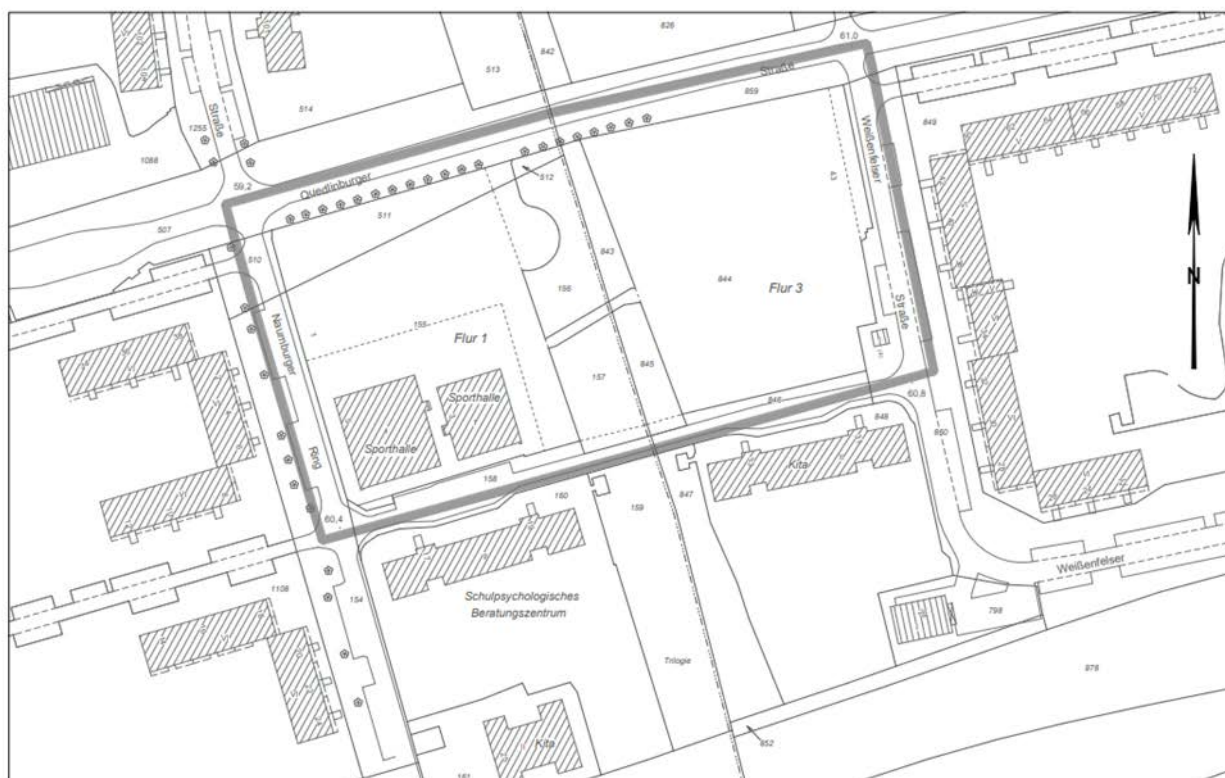 842
826
61,0
513
Straße
514
859
1255
Straße
849
1088
Weißenfelser
512
59,2
Quedlinburger
43
511
507
843
510
844
156
Flur 3
Naumburger
155
Straße
Flur 1
157
845
Sporthalle
846
60,8
848
850
Sporthalle
Ring
Kita
158
160
847
60,4
159
Weißenfelser
1108
154
Schulpsychologisches
Beratungszentrum
798
Trilogie
878
Kita
852
161
N